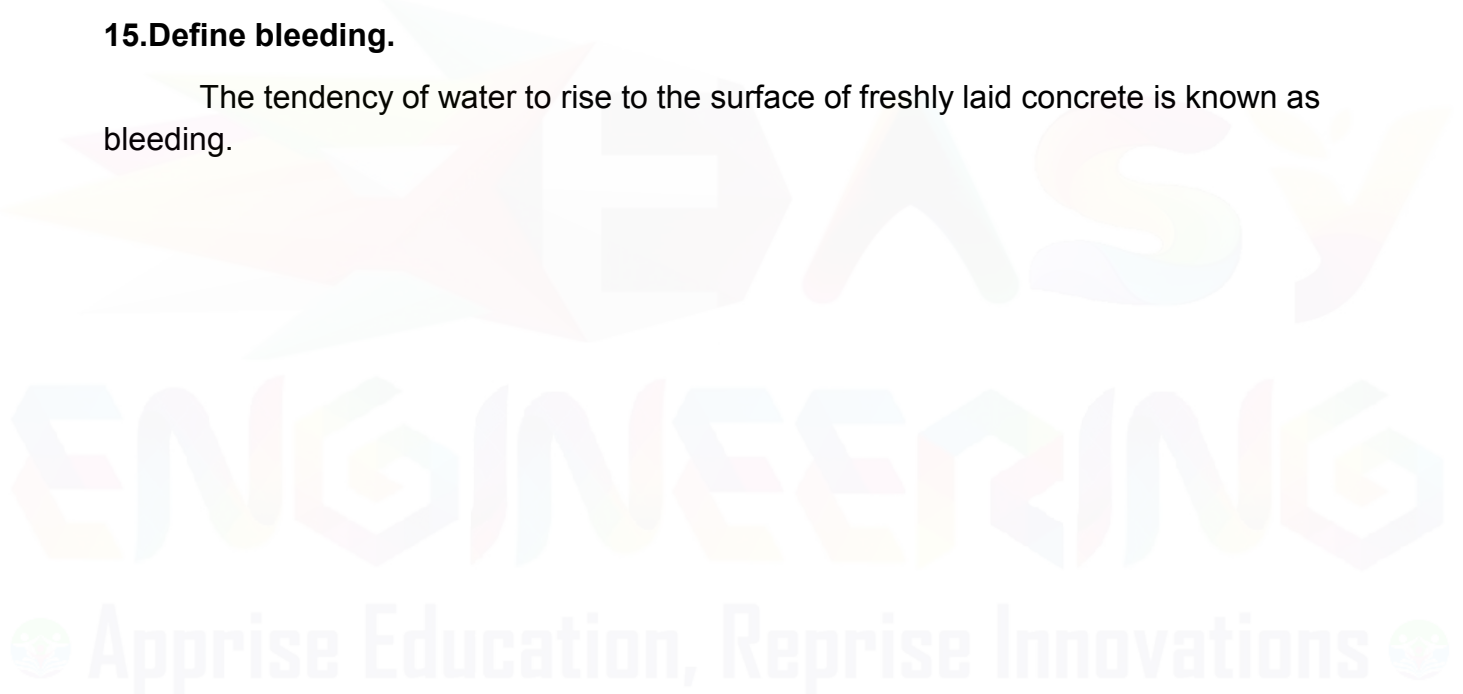 15.Define bleeding.
The tendency of water to rise to the surface of freshly laid concrete is known as
bleeding.
EASY
ENGINEERING
Apprise Education, Reprise Innovations